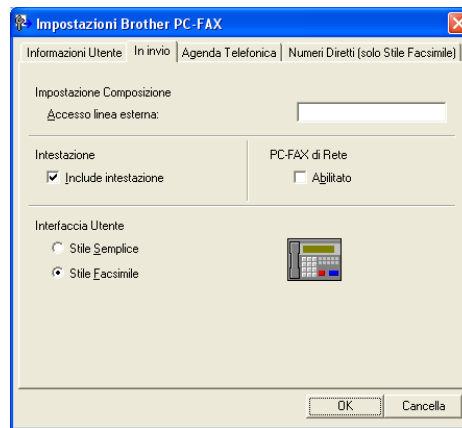 Impostazioni Brother PC-FAX
Informazioni Utente In invio Agenda Telefonica Numeri Diretti (solo Stile Facsimile)
Impostazione Composizione
Accesso linea esterna:
Intestazione PC-FAX di Rete
Include intestazione Abilitato
Interfaccia Utente
Stile Semplice
Stile Facsimile
OK Cancella